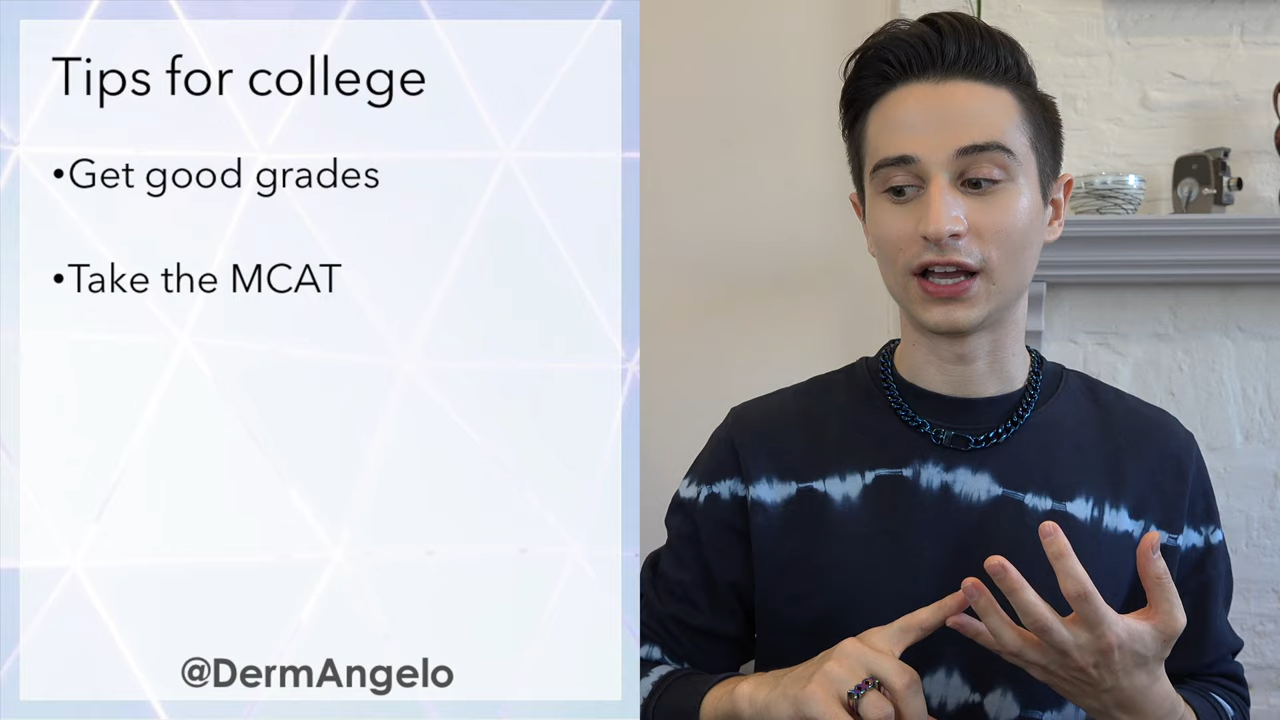 Tips for college
•Get good grades
•Take the MCAT
@DermAngelo